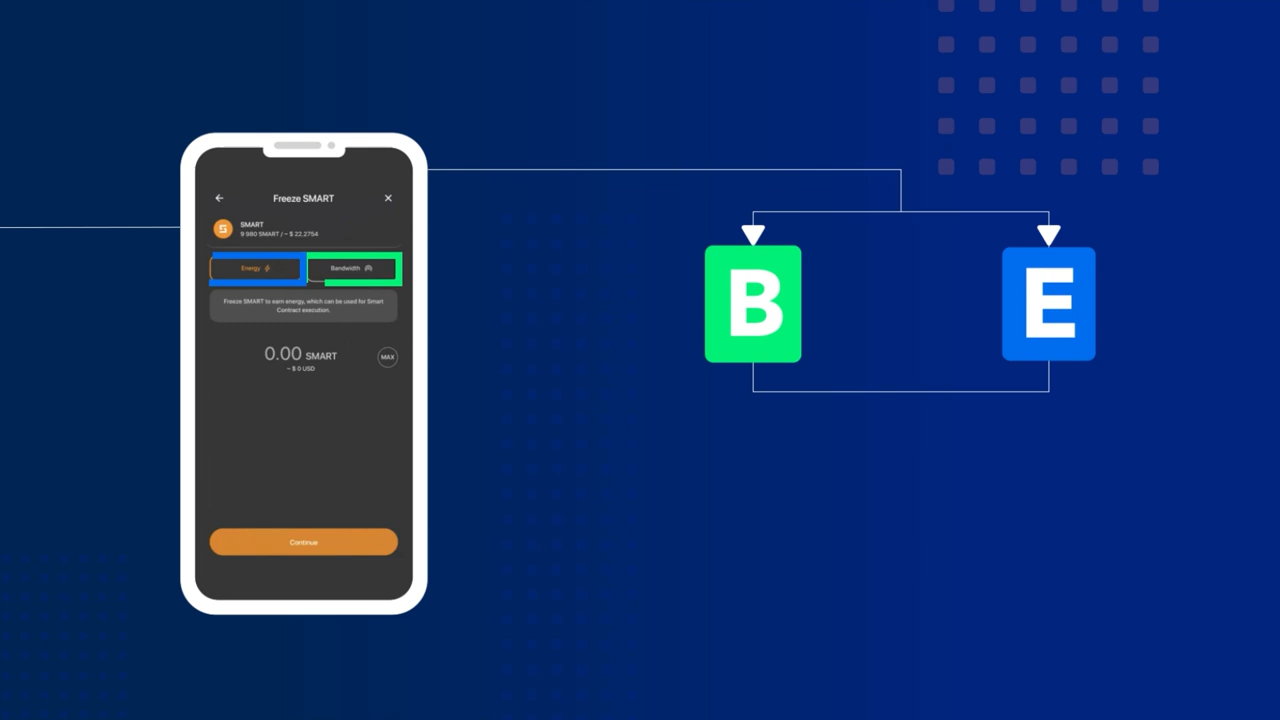 Freeze SMART
SMART
9 980 SMART / ~ $ 22.2754
Energy
Bandwidth
Freeze SMART to earn energy, which can be used for Smart
Contract execution.
0.00 SMART
MAX
~ $ 0 USD
Continue
B
E